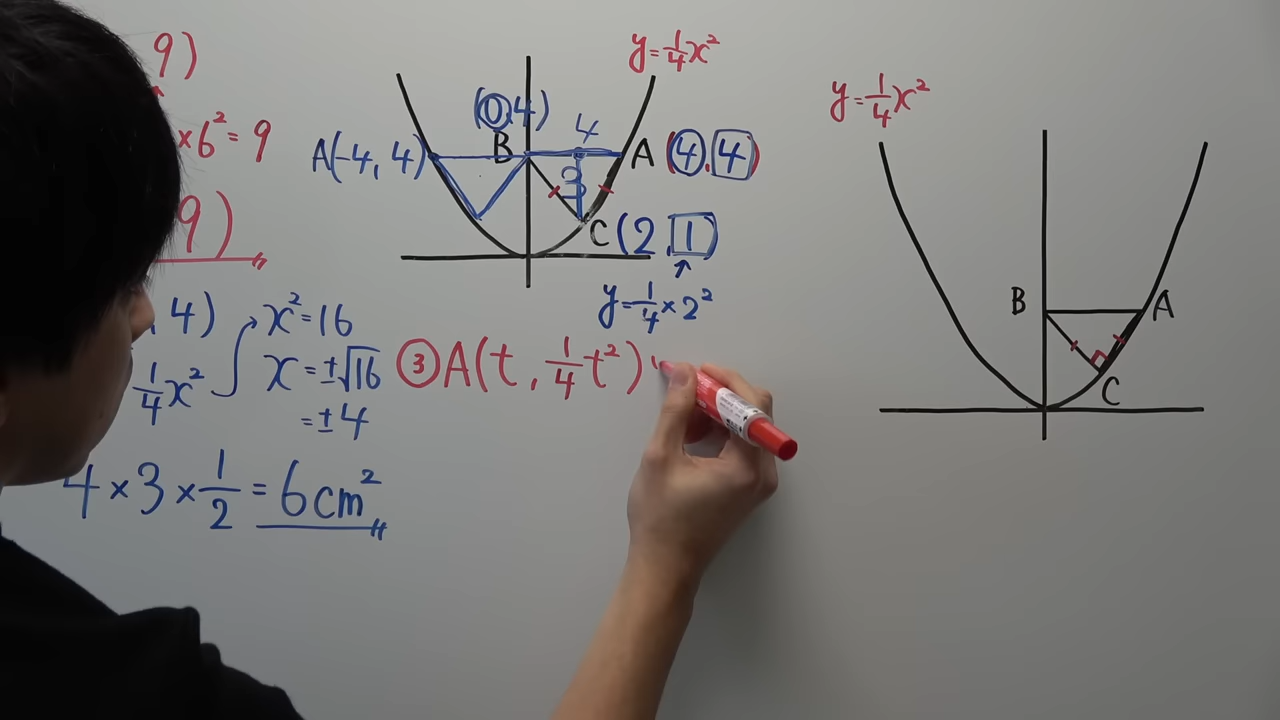 9)
×6²=9
9)
, 4)
1/4x²
x²=16
x=±√16
=±4
4×3×1/2=6cm²
y=1/4x²
(0,4)
4
A(-4, 4)
B
A (4, 4)
3
C(2, 1)
↑
y=1/4×2²
③A(t, 1/4t²)
y=1/4x²
B
A
C